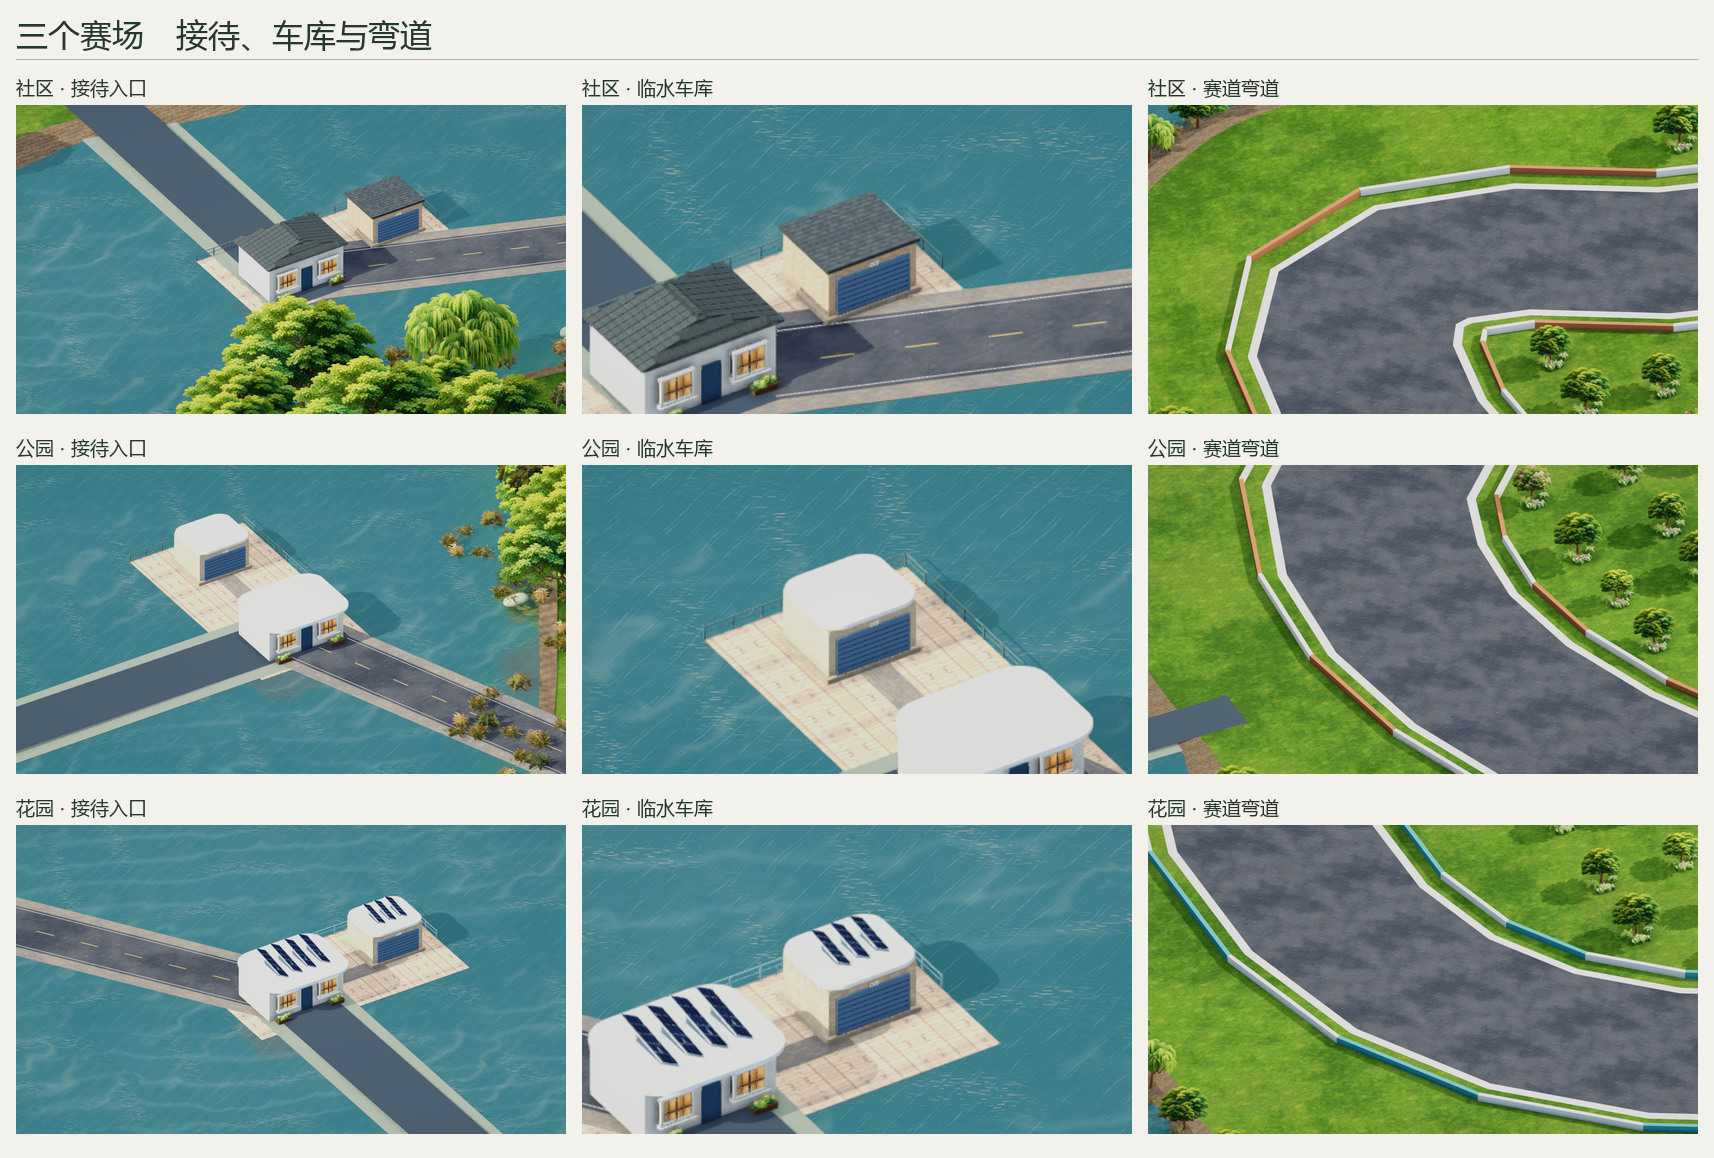 三个赛场　接待、车库与弯道
社区 · 接待入口
社区 · 临水车库
社区 · 赛道弯道
公园 · 接待入口
公园 · 临水车库
公园 · 赛道弯道
花园 · 接待入口
花园 · 临水车库
花园 · 赛道弯道